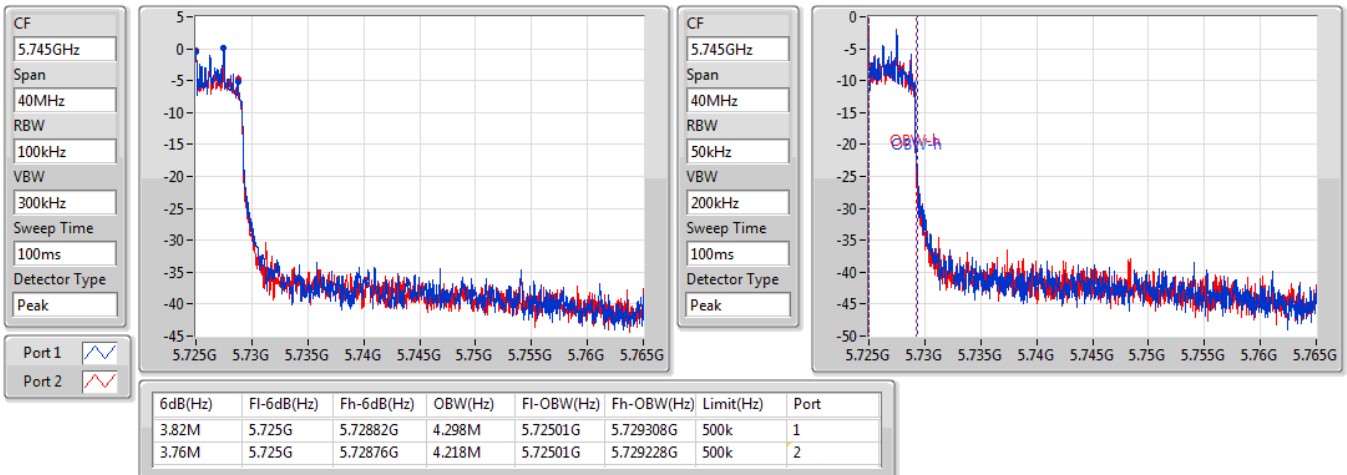 CF
5.745GHz
Span
40MHz
RBW
100kHz
VBW
300kHz
Sweep Time
100ms
Detector Type
Peak
Port 1
Port 2
5
0
-5
-10
-15
-20
-25
-30
-35
-40
-45
5.725G 5.73G 5.735G 5.74G 5.745G 5.75G 5.755G 5.76G 5.765G
CF
5.745GHz
Span
40MHz
RBW
50kHz
VBW
200kHz
Sweep Time
100ms
Detector Type
Peak
0
-5
-10
-15
-20
-25
-30
-35
-40
-45
-50
OBW-h
5.725G 5.73G 5.735G 5.74G 5.745G 5.75G 5.755G 5.76G 5.765G
6dB(Hz) Fl-6dB(Hz) Fh-6dB(Hz) OBW(Hz) Fl-OBW(Hz) Fh-OBW(Hz) Limit(Hz) Port
3.82M 5.725G 5.72882G 4.298M 5.72501G 5.729308G 500k 1
3.76M 5.725G 5.72876G 4.218M 5.72501G 5.729228G 500k 2